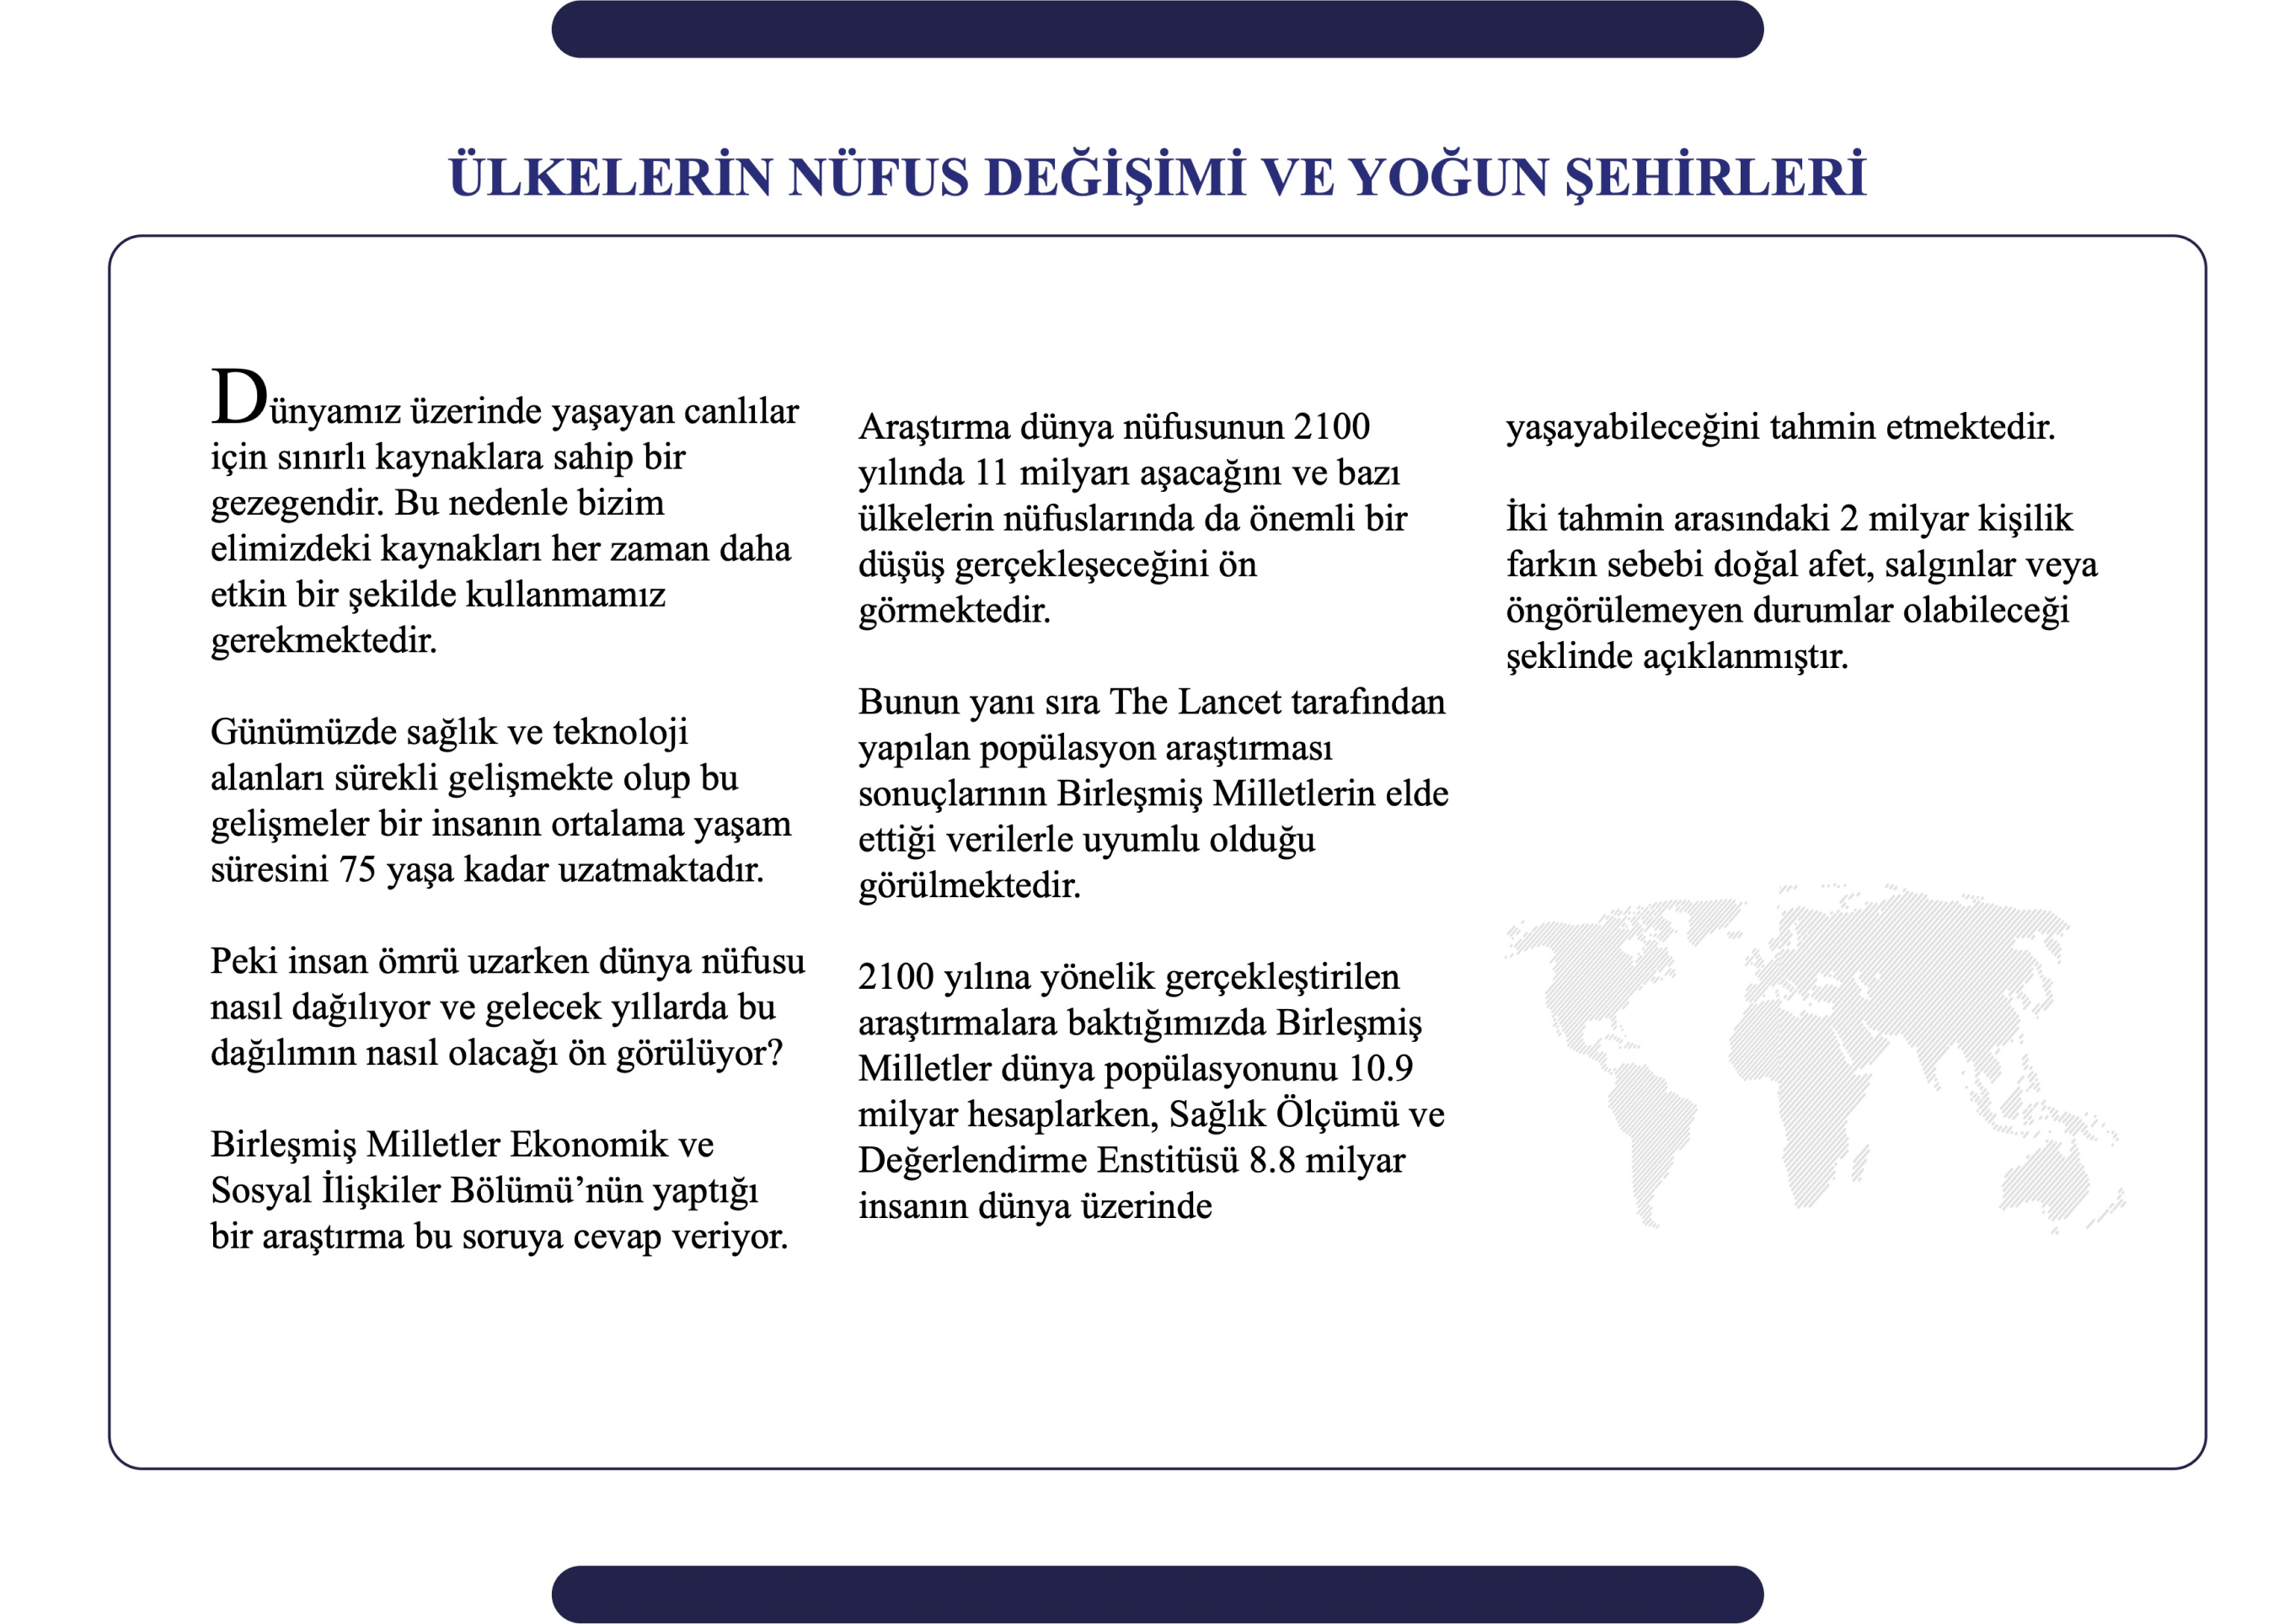 ÜLKELERİN NÜFUS DEĞİŞİMİ VE YOĞUN ŞEHİRLERİ
Dünyamız üzerinde yaşayan canlılar
için sınırlı kaynaklara sahip bir
gezegendir. Bu nedenle bizim
elimizdeki kaynakları her zaman daha
etkin bir şekilde kullanmamız
gerekmektedir.
Günümüzde sağlık ve teknoloji
alanları sürekli gelişmekte olup bu
gelişmeler bir insanın ortalama yaşam
süresini 75 yaşa kadar uzatmaktadır.
Peki insan ömrü uzarken dünya nüfusu
nasıl dağılıyor ve gelecek yıllarda bu
dağılımın nasıl olacağı ön görülüyor?
Birleşmiş Milletler Ekonomik ve
Sosyal İlişkiler Bölümü’nün yaptığı
bir araştırma bu soruya cevap veriyor.
Araştırma dünya nüfusunun 2100
yılında 11 milyarı aşacağını ve bazı
ülkelerin nüfuslarında da önemli bir
düşüş gerçekleşeceğini ön
görmektedir.
Bunun yanı sıra The Lancet tarafından
yapılan popülasyon araştırması
sonuçlarının Birleşmiş Milletlerin elde
ettiği verilerle uyumlu olduğu
görülmektedir.
2100 yılına yönelik gerçekleştirilen
araştırmalara baktığımızda Birleşmiş
Milletler dünya popülasyonunu 10.9
milyar hesaplarken, Sağlık Ölçümü ve
Değerlendirme Enstitüsü 8.8 milyar
insanın dünya üzerinde
yaşayabileceğini tahmin etmektedir.
İki tahmin arasındaki 2 milyar kişilik
farkın sebebi doğal afet, salgınlar veya
öngörülemeyen durumlar olabileceği
şeklinde açıklanmıştır.